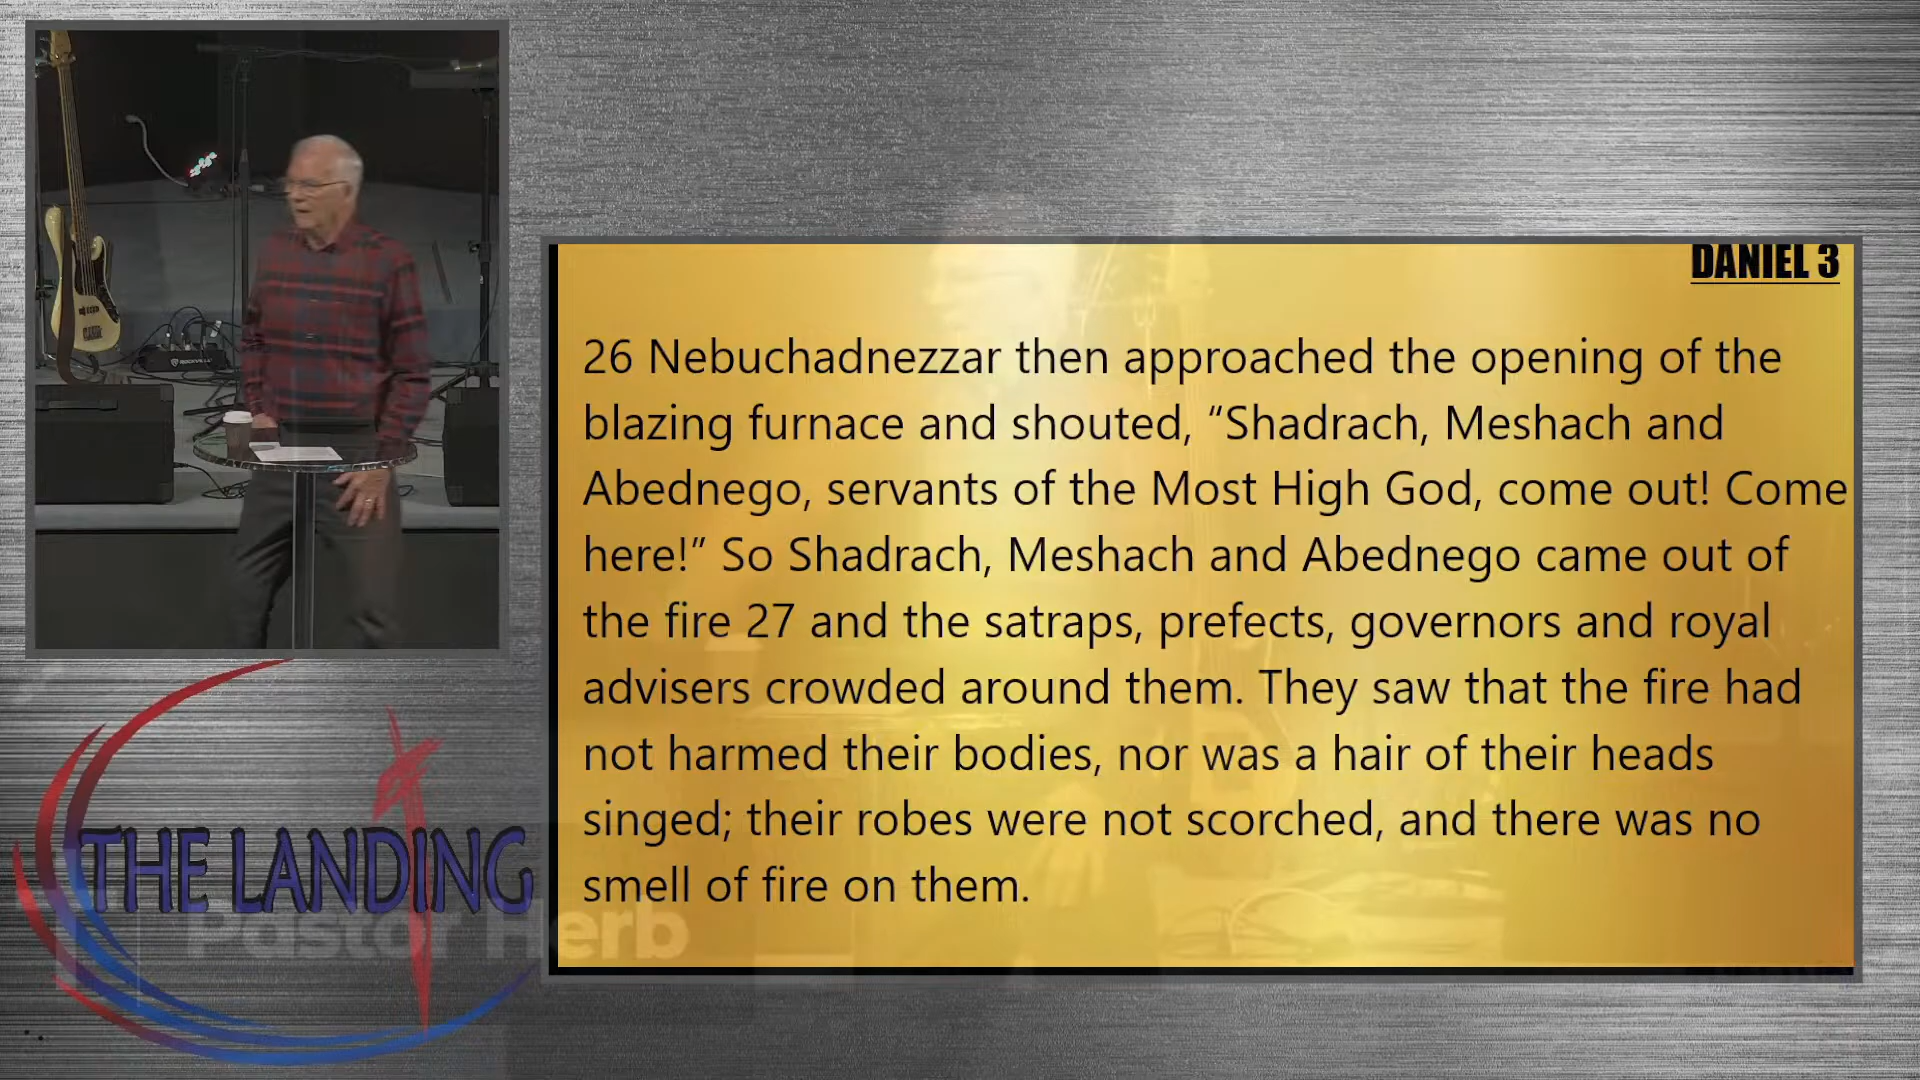 DANIEL 3
26 Nebuchadnezzar then approached the opening of the
blazing furnace and shouted, “Shadrach, Meshach and
Abednego, servants of the Most High God, come out! Come
here!” So Shadrach, Meshach and Abednego came out of
the fire 27 and the satraps, prefects, governors and royal
advisers crowded around them. They saw that the fire had
not harmed their bodies, nor was a hair of their heads
singed; their robes were not scorched, and there was no
smell of fire on them.
THE LANDING
Pastor Herb